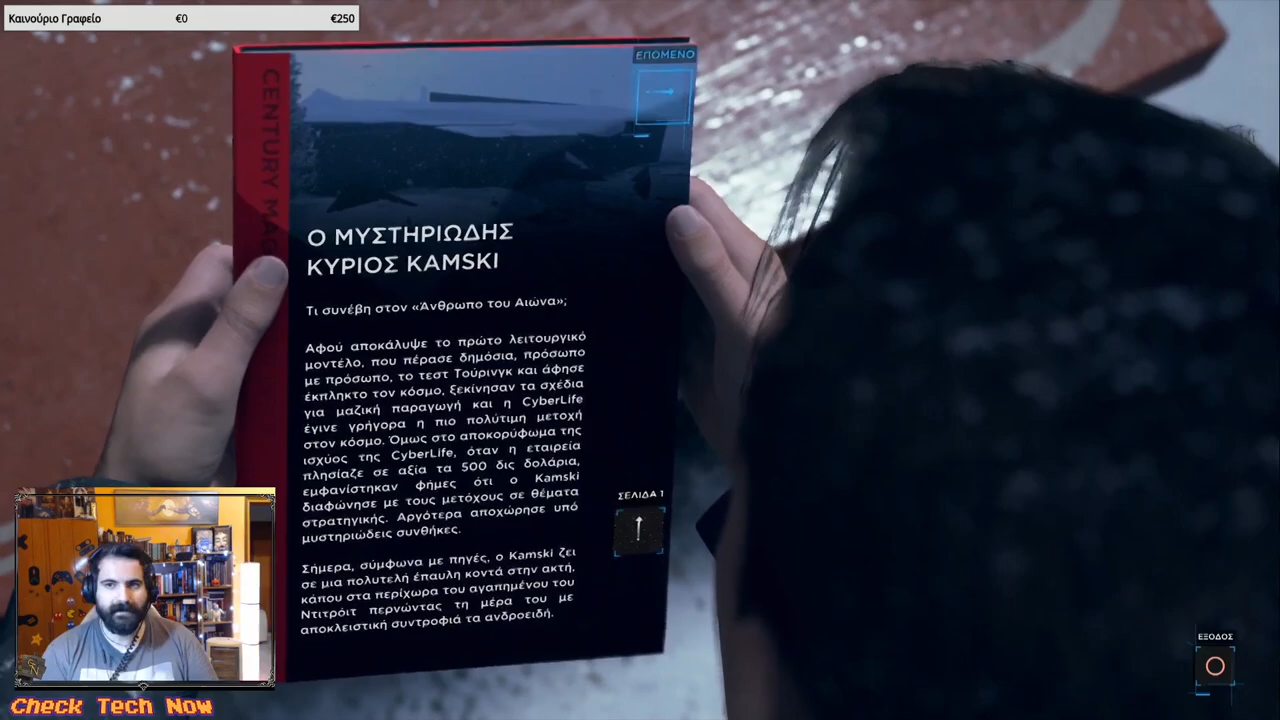 Καινούριο Γραφείο €0 €250
CENTURY MAG
ΕΠΟΜΕΝΟ
Ο ΜΥΣΤΗΡΙΩΔΗΣ
ΚΥΡΙΟΣ KAMSKI
Τι συνέβη στον «Άνθρωπο του Αιώνα»;
Αφού αποκάλυψε το πρώτο λειτουργικό
μοντέλο, που πέρασε δημόσια, πρόσωπο
με πρόσωπο, το τεστ Τούρινγκ και άφησε
έκπληκτο τον κόσμο, ξεκίνησαν τα σχέδια
για μαζική παραγωγή και η CyberLife
έγινε γρήγορα η πιο πολύτιμη μετοχή
στον κόσμο. Όμως στο αποκορύφωμα της
ισχύος της CyberLife, όταν η εταιρεία
πλησίαζε σε αξία τα 500 δις δολάρια,
εμφανίστηκαν φήμες ότι ο Kamski
διαφώνησε με τους μετόχους σε θέματα
στρατηγικής. Αργότερα αποχώρησε υπό
μυστηριώδεις συνθήκες.
Σήμερα, σύμφωνα με πηγές, ο Kamski ζει
σε μια πολυτελή έπαυλη κοντά στην ακτή,
κάπου στα περίχωρα του αγαπημένου του
Ντιτρόιτ περνώντας τη μέρα του με
αποκλειστική συντροφιά τα ανδροειδή.
ΣΕΛΙΔΑ 1
ΕΞΟΔΟΣ
Check Tech Now